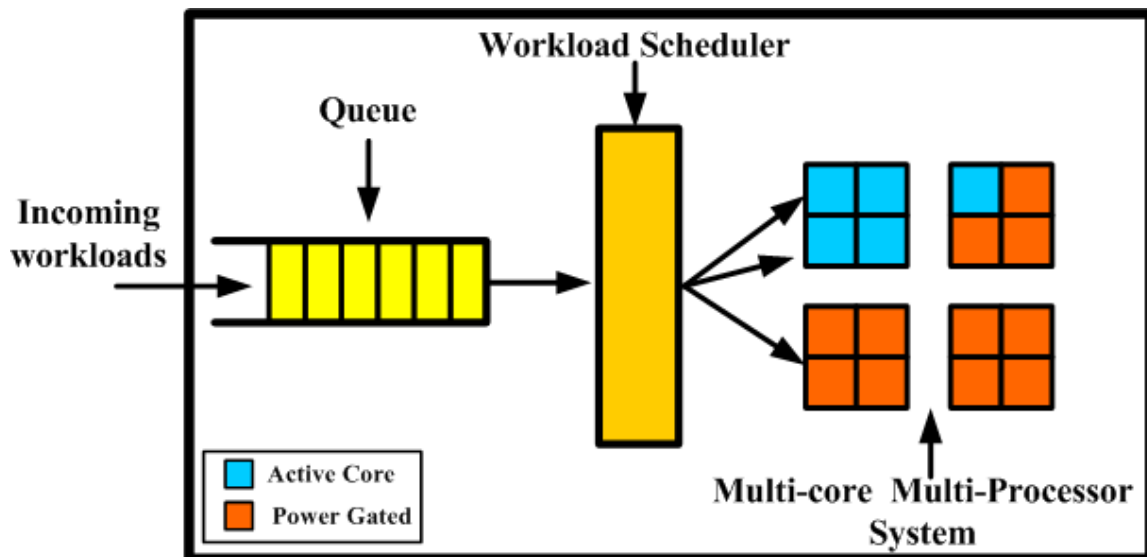 Workload Scheduler
Queue
Incoming
workloads
Active Core
Power Gated
Multi-core Multi-Processor
System